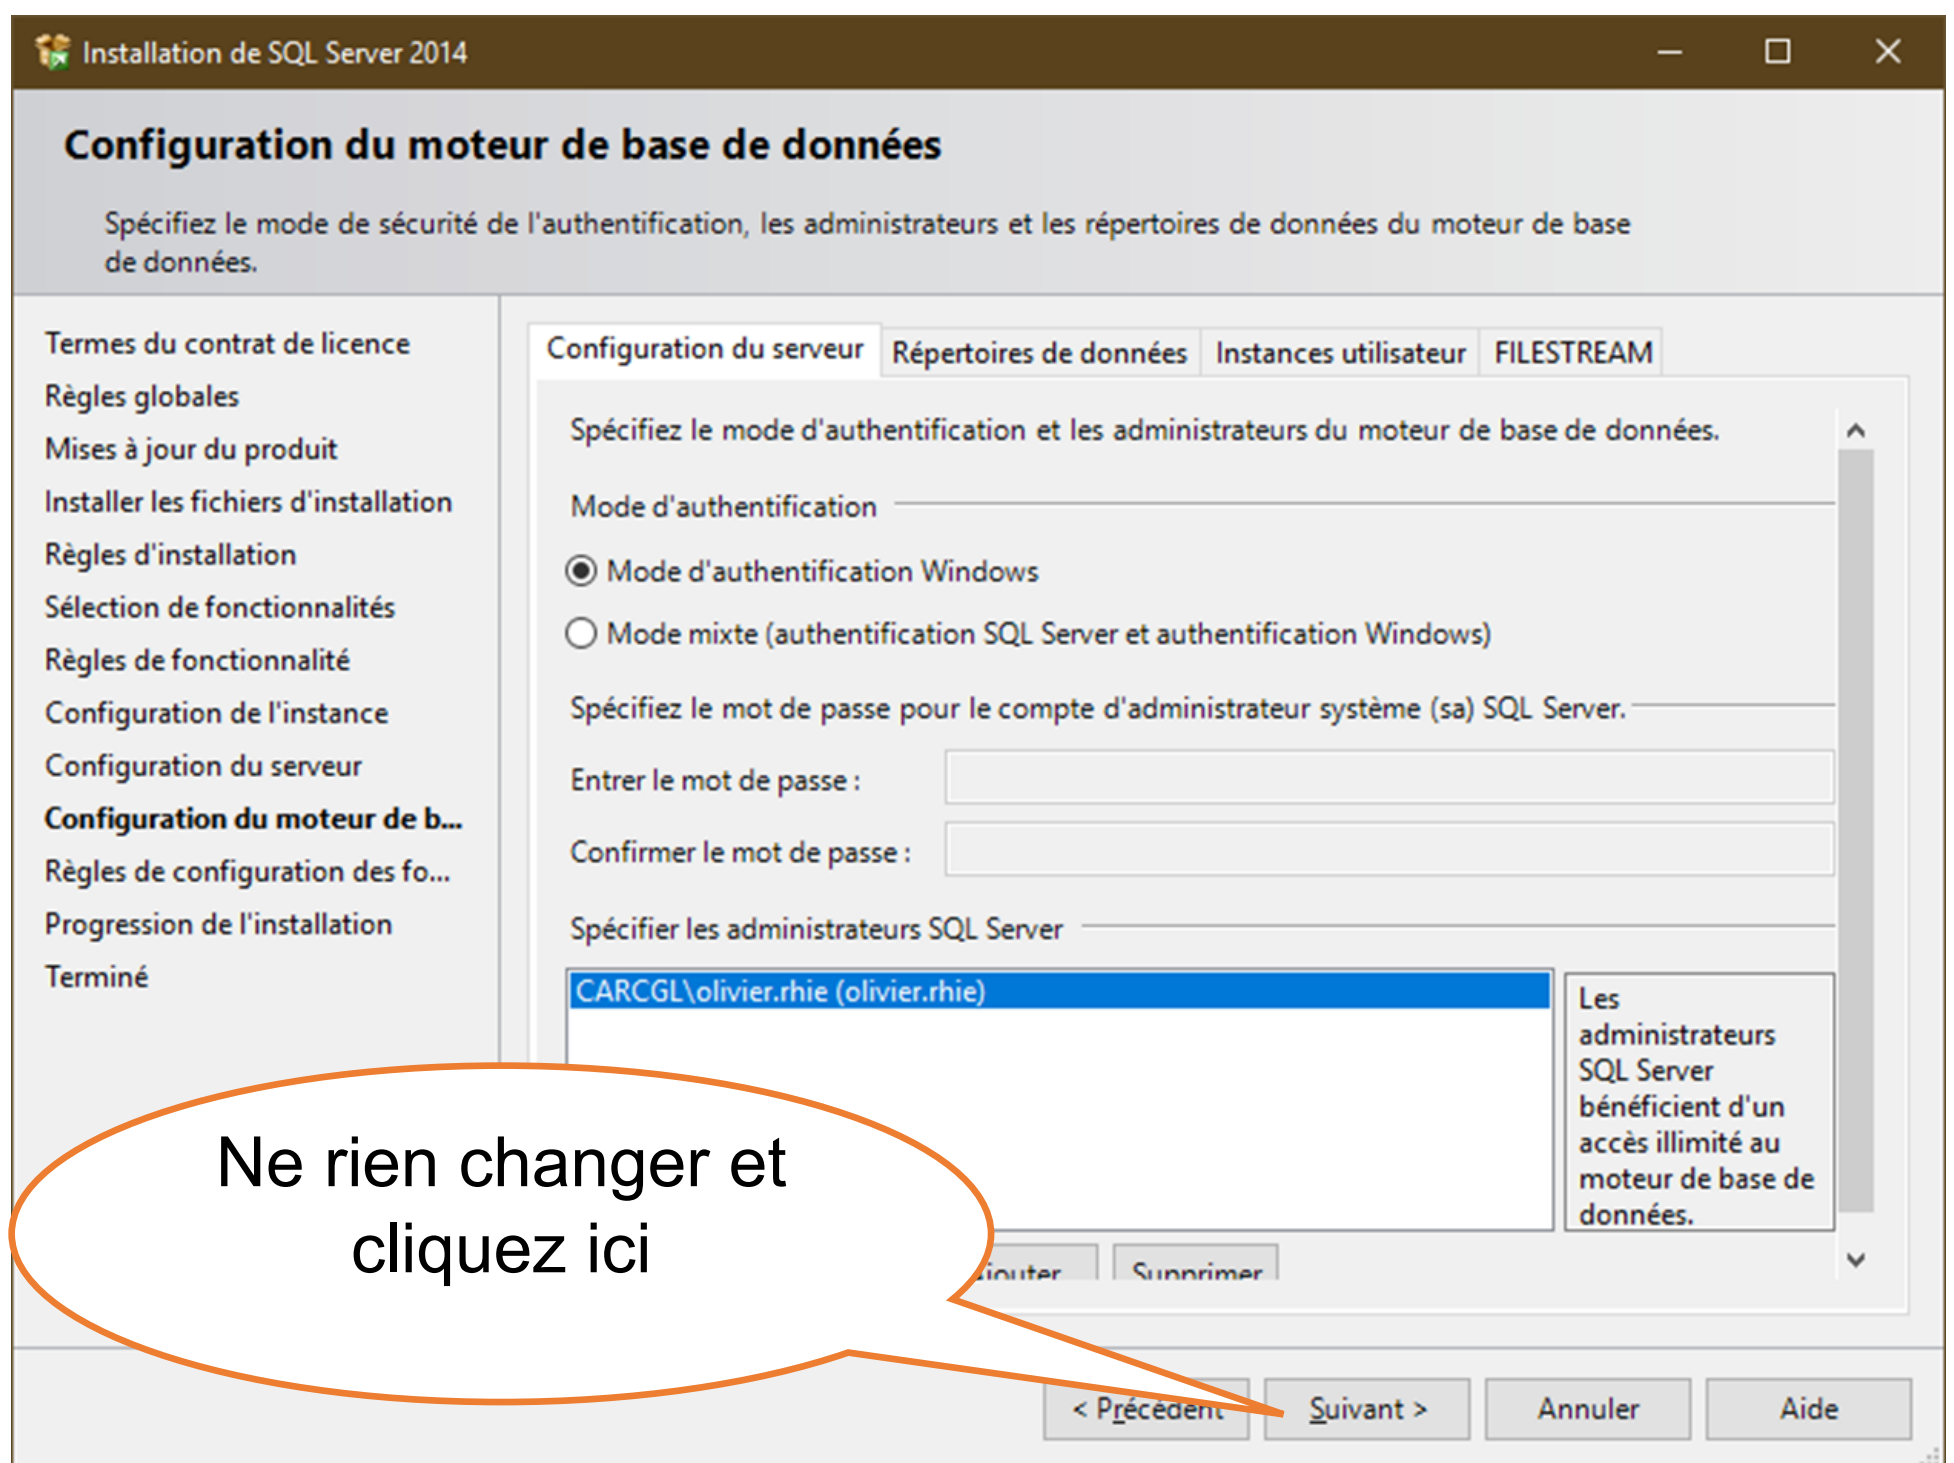 Installation de SQL Server 2014
Configuration du moteur de base de données
Spécifiez le mode de sécurité de l'authentification, les administrateurs et les répertoires de données du moteur de base
de données.
Termes du contrat de licence
Règles globales
Mises à jour du produit
Installer les fichiers d'installation
Règles d'installation
Sélection de fonctionnalités
Règles de fonctionnalité
Configuration de l'instance
Configuration du serveur
Configuration du moteur de b...
Règles de configuration des fo...
Progression de l'installation
Terminé
Configuration du serveur Répertoires de données Instances utilisateur FILESTREAM
Spécifiez le mode d'authentification et les administrateurs du moteur de base de données.
Mode d'authentification
Mode d'authentification Windows
Mode mixte (authentification SQL Server et authentification Windows)
Spécifiez le mot de passe pour le compte d'administrateur système (sa) SQL Server.
Entrer le mot de passe :
Confirmer le mot de passe :
Spécifier les administrateurs SQL Server
CARCGL\olivier.rhie (olivier.rhie)
Les
administrateurs
SQL Server
bénéficient d'un
accès illimité au
moteur de base de
données.
Supprimer
Ne rien changer et
cliquez ici
< Précédent Suivant > Annuler Aide